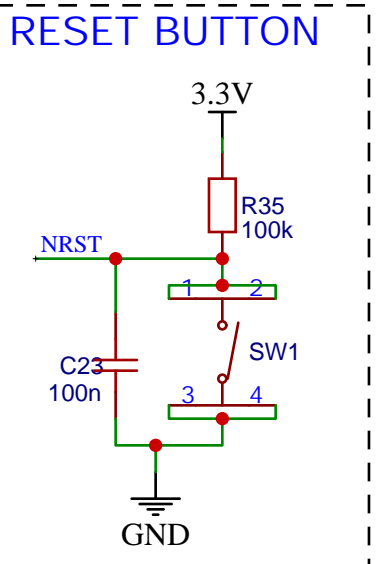 RESET BUTTON
3.3V
R35
100k
NRST
1 2
C23
100n
SW1
3 4
GND